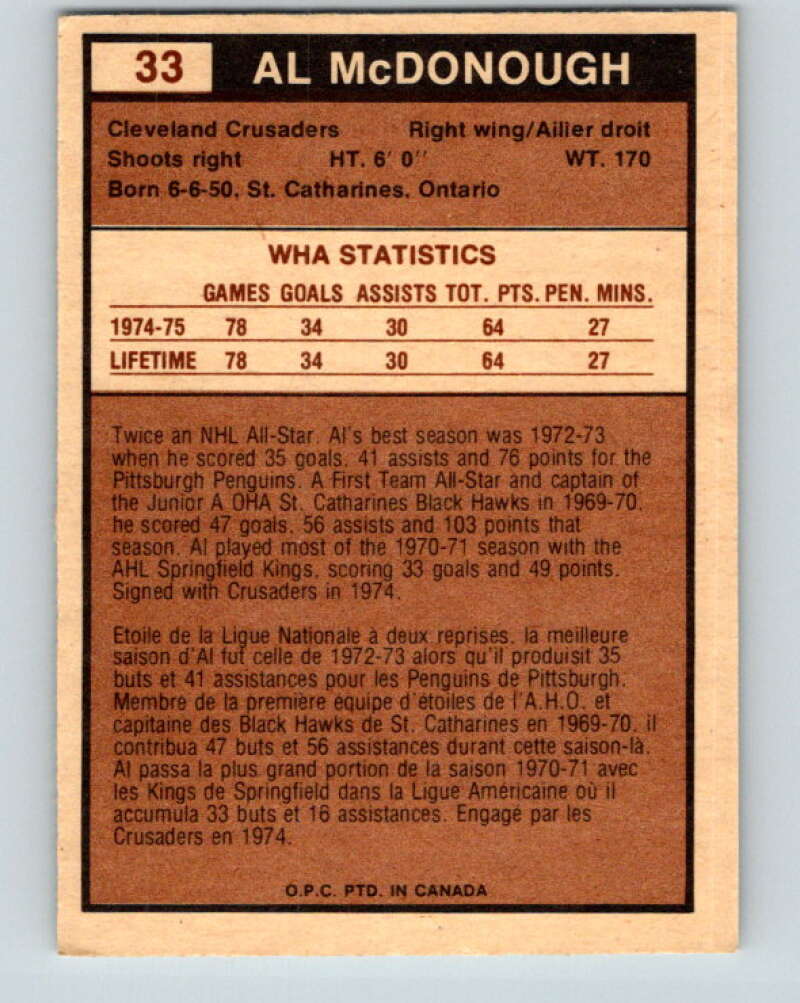 33 AL McDONOUGH
Cleveland Crusaders Right wing/Ailier droit
Shoots right HT. 6' 0'' WT. 170
Born 6-6-50, St. Catharines, Ontario
WHA STATISTICS
GAMES GOALS ASSISTS TOT. PTS. PEN. MINS.
1974-75 78 34 30 64 27
LIFETIME 78 34 30 64 27
Twice an NHL All-Star. Al's best season was 1972-73
when he scored 35 goals, 41 assists and 76 points for the
Pittsburgh Penguins. A First Team All-Star and captain of
the Junior A OHA St. Catharines Black Hawks in 1969-70,
he scored 47 goals, 56 assists and 103 points that
season. Al played most of the 1970-71 season with the
AHL Springfield Kings, scoring 33 goals and 49 points.
Signed with Crusaders in 1974.
Etoile de la Ligue Nationale à deux reprises, la meilleure
saison d'Al fut celle de 1972-73 alors qu'il produisit 35
buts et 41 assistances pour les Penguins de Pittsburgh.
Membre de la première équipe d'étoiles de l'A.H.O. et
capitaine des Black Hawks de St. Catharines en 1969-70, il
contribua 47 buts et 56 assistances durant cette saison-là.
Al passa la plus grand portion de la saison 1970-71 avec
les Kings de Springfield dans la Ligue Américaine où il
accumula 33 buts et 16 assistances. Engagé par les
Crusaders en 1974.
O.P.C. PTD. IN CANADA